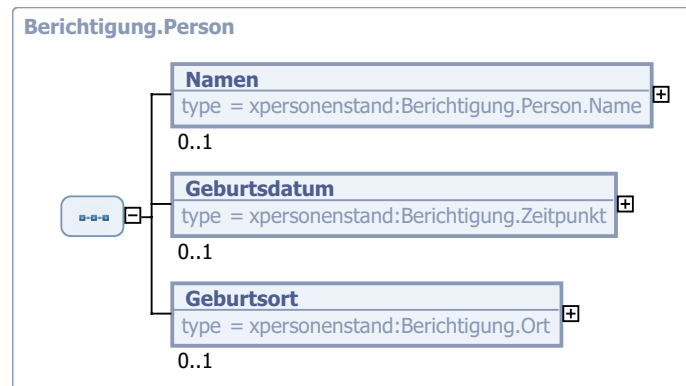 Berichtigung.Person
Namen
type = xpersonenstand:Berichtigung.Person.Name
0..1
Geburtsdatum
type = xpersonenstand:Berichtigung.Zeitpunkt
0..1
Geburtsort
type = xpersonenstand:Berichtigung.Ort
0..1